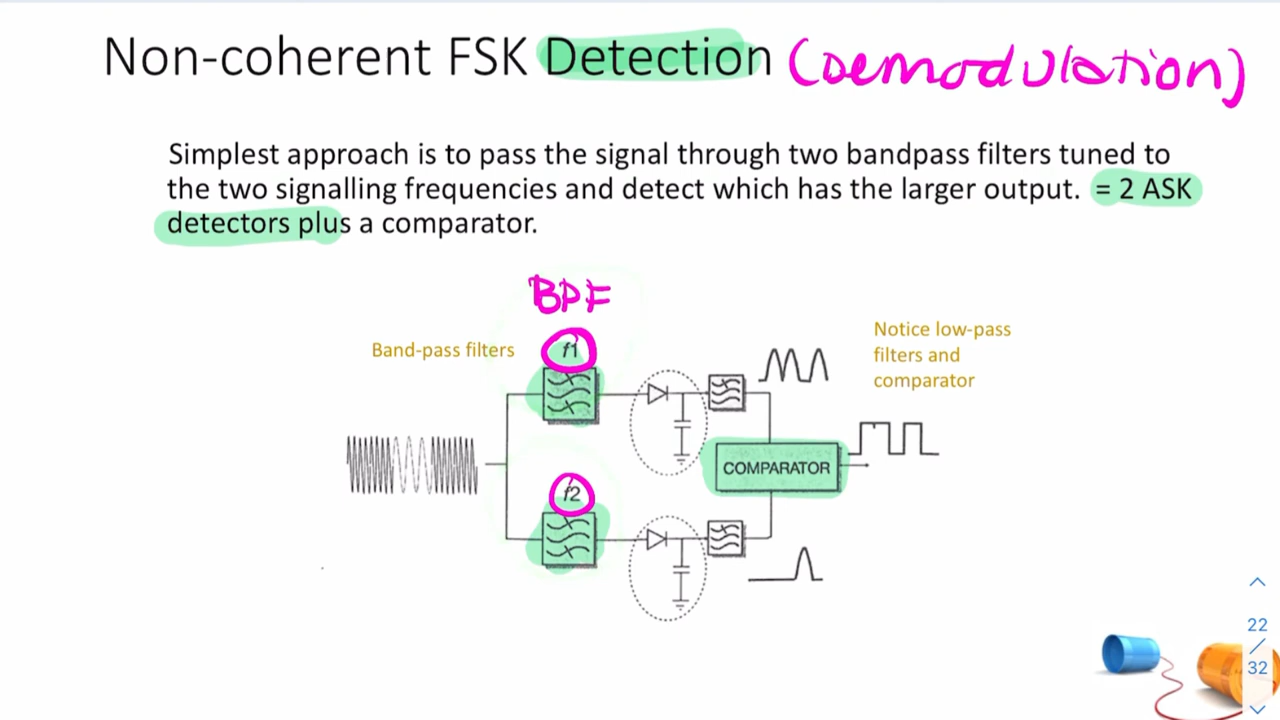 Non-coherent FSK Detection (Demodulation)
Simplest approach is to pass the signal through two bandpass filters tuned to
the two signalling frequencies and detect which has the larger output. = 2 ASK
detectors plus a comparator.
BPF
Band-pass filters
f1
Notice low-pass
filters and
comparator
COMPARATOR
f2
22
/
32